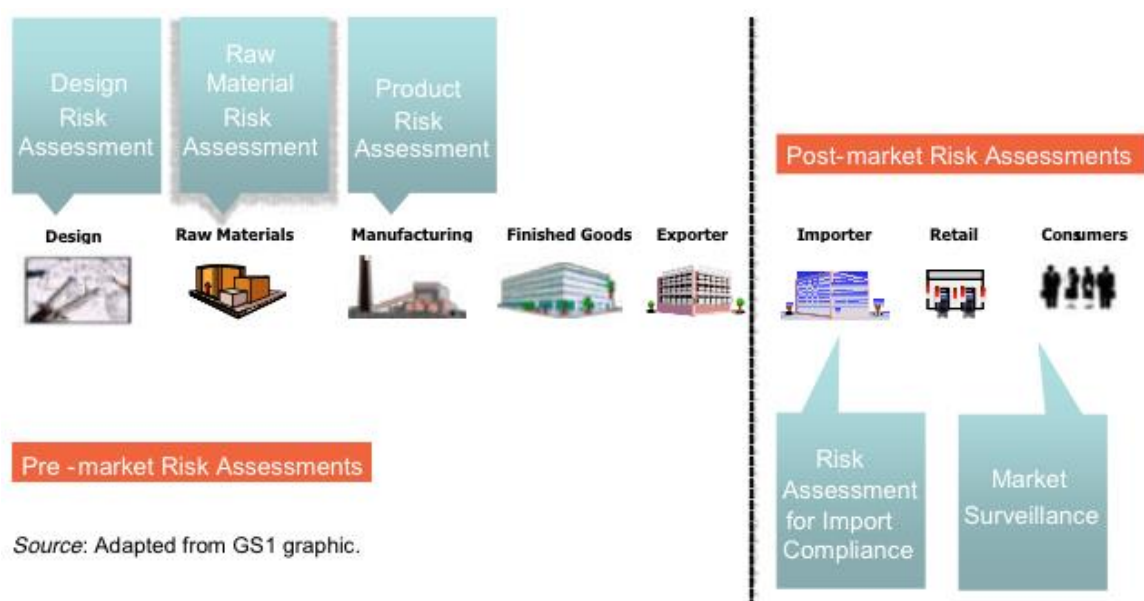 Design
Risk
Assessment
Raw
Material
Risk
Assessment
Product
Risk
Assessment
Post-market Risk Assessments
Design
Raw Materials
Manufacturing
Finished Goods
Exporter
Importer
Retail
Consumers
Pre -market Risk Assessments
Risk
Assessment
for Import
Compliance
Market
Surveillance
Source: Adapted from GS1 graphic.